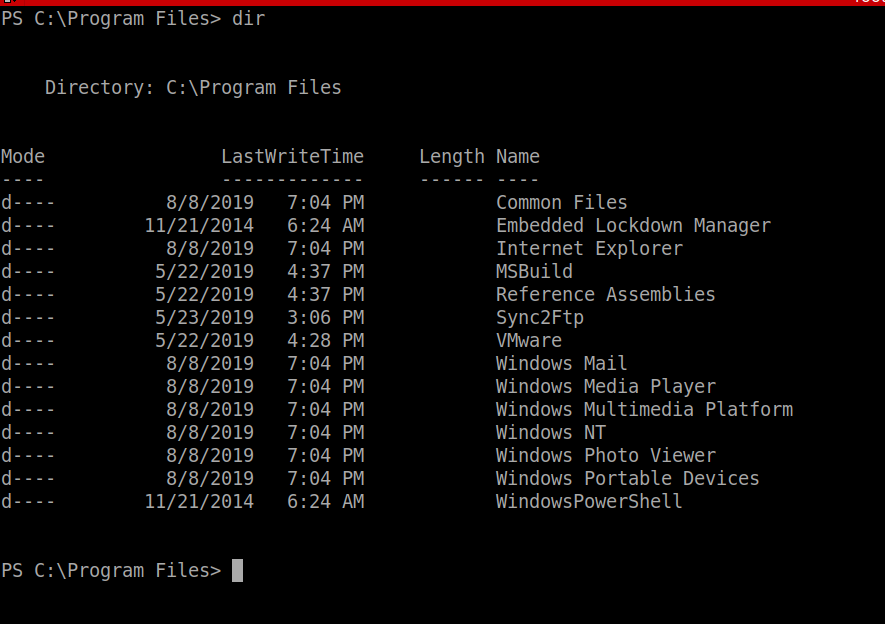 PS C:\Program Files> dir
Directory: C:\Program Files
Mode LastWriteTime Length Name
---- ------------- ------ ----
d---- 8/8/2019 7:04 PM Common Files
d---- 11/21/2014 6:24 AM Embedded Lockdown Manager
d---- 8/8/2019 7:04 PM Internet Explorer
d---- 5/22/2019 4:37 PM MSBuild
d---- 5/22/2019 4:37 PM Reference Assemblies
d---- 5/23/2019 3:06 PM Sync2Ftp
d---- 5/22/2019 4:28 PM VMware
d---- 8/8/2019 7:04 PM Windows Mail
d---- 8/8/2019 7:04 PM Windows Media Player
d---- 8/8/2019 7:04 PM Windows Multimedia Platform
d---- 8/8/2019 7:04 PM Windows NT
d---- 8/8/2019 7:04 PM Windows Photo Viewer
d---- 8/8/2019 7:04 PM Windows Portable Devices
d---- 11/21/2014 6:24 AM WindowsPowerShell
PS C:\Program Files>